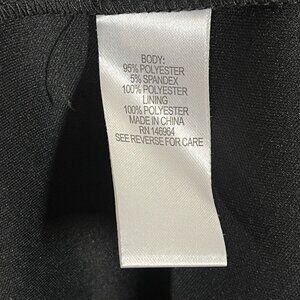 BODY:
95% POLYESTER
5% SPANDEX
100% POLYESTER
LINING
100% POLYESTER
MADE IN CHINA
RN 146964
SEE REVERSE FOR CARE